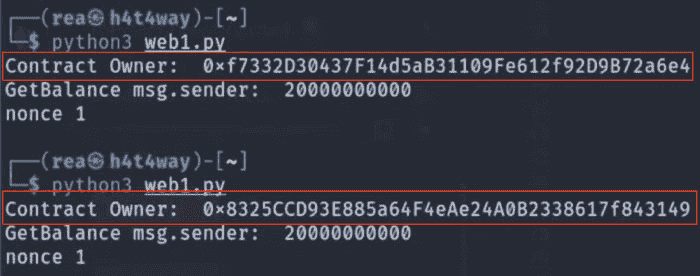 ┌──(rea㉿h4t4way)-[~]
└─$ python3 web1.py
Contract Owner:  0×f7332D30437F14d5aB31109Fe612f92D9B72a6e4
GetBalance msg.sender:  20000000000
nonce 1
┌──(rea㉿h4t4way)-[~]
└─$ python3 web1.py
Contract Owner:  0×8325CCD93E885a64F4eAe24A0B2338617f843149
GetBalance msg.sender:  20000000000
nonce 1